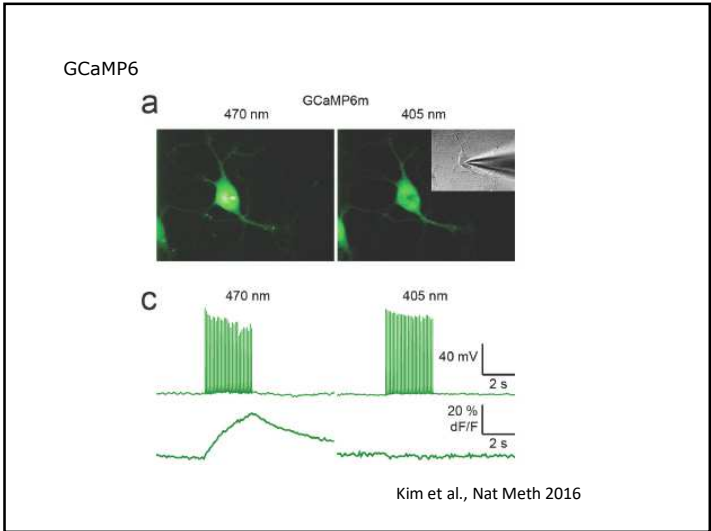 GCaMP6
a
GCaMP6m
470 nm 405 nm
c
470 nm 405 nm
40 mV
2 s
20 %
dF/F
2 s
Kim et al., Nat Meth 2016